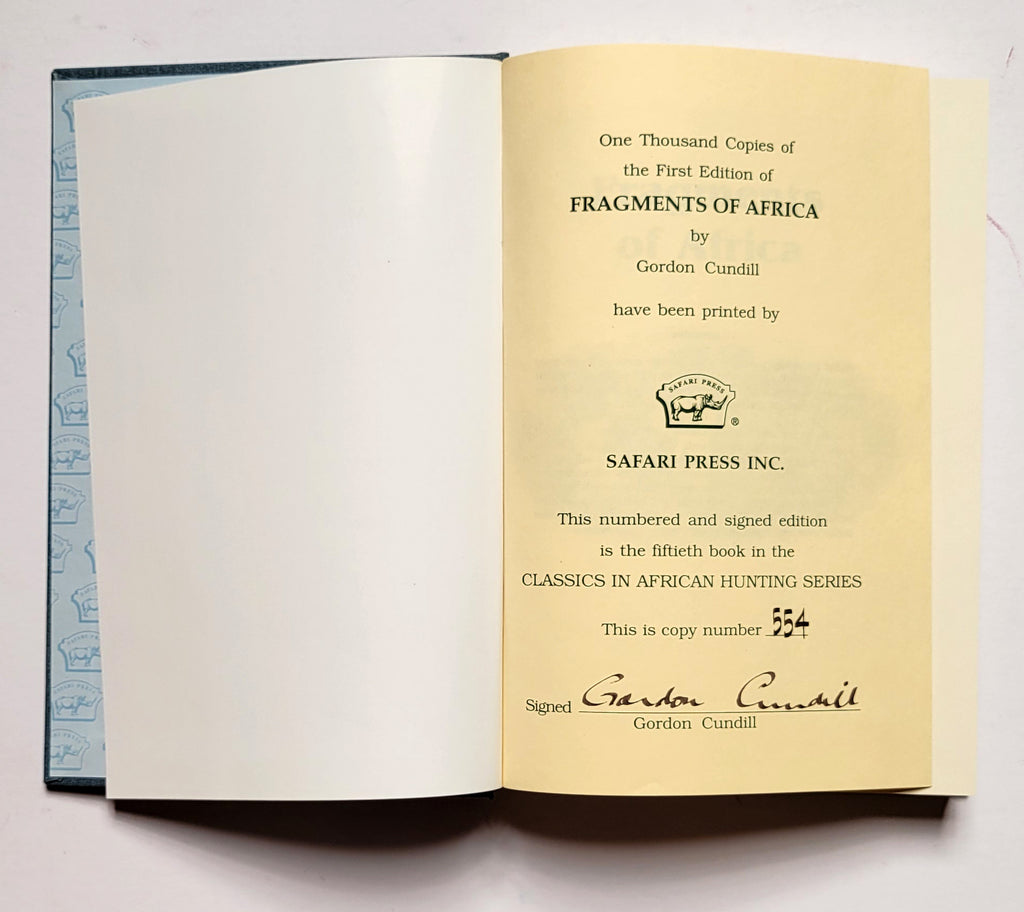 One Thousand Copies of
the First Edition of
FRAGMENTS OF AFRICA
by
Gordon Cundill
have been printed by
SAFARI PRESS
®
SAFARI PRESS INC.
This numbered and signed edition
is the fiftieth book in the
CLASSICS IN AFRICAN HUNTING SERIES
This is copy number 554
Signed Gordon Cundill
Gordon Cundill